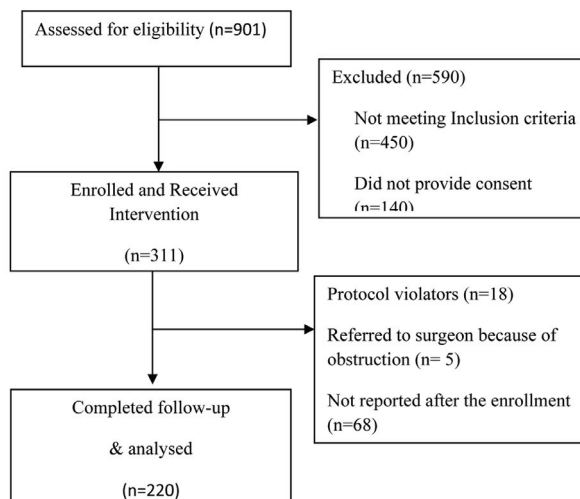 Assessed for eligibility (n=901)
Excluded (n=590)
Not meeting Inclusion criteria
(n=450)
Did not provide consent
(n=140)
Enrolled and Received
Intervention
(n=311)
Protocol violators (n=18)
Referred to surgeon because of
obstruction (n= 5)
Not reported after the enrollment
(n=68)
Completed follow-up
& analysed
(n=220)